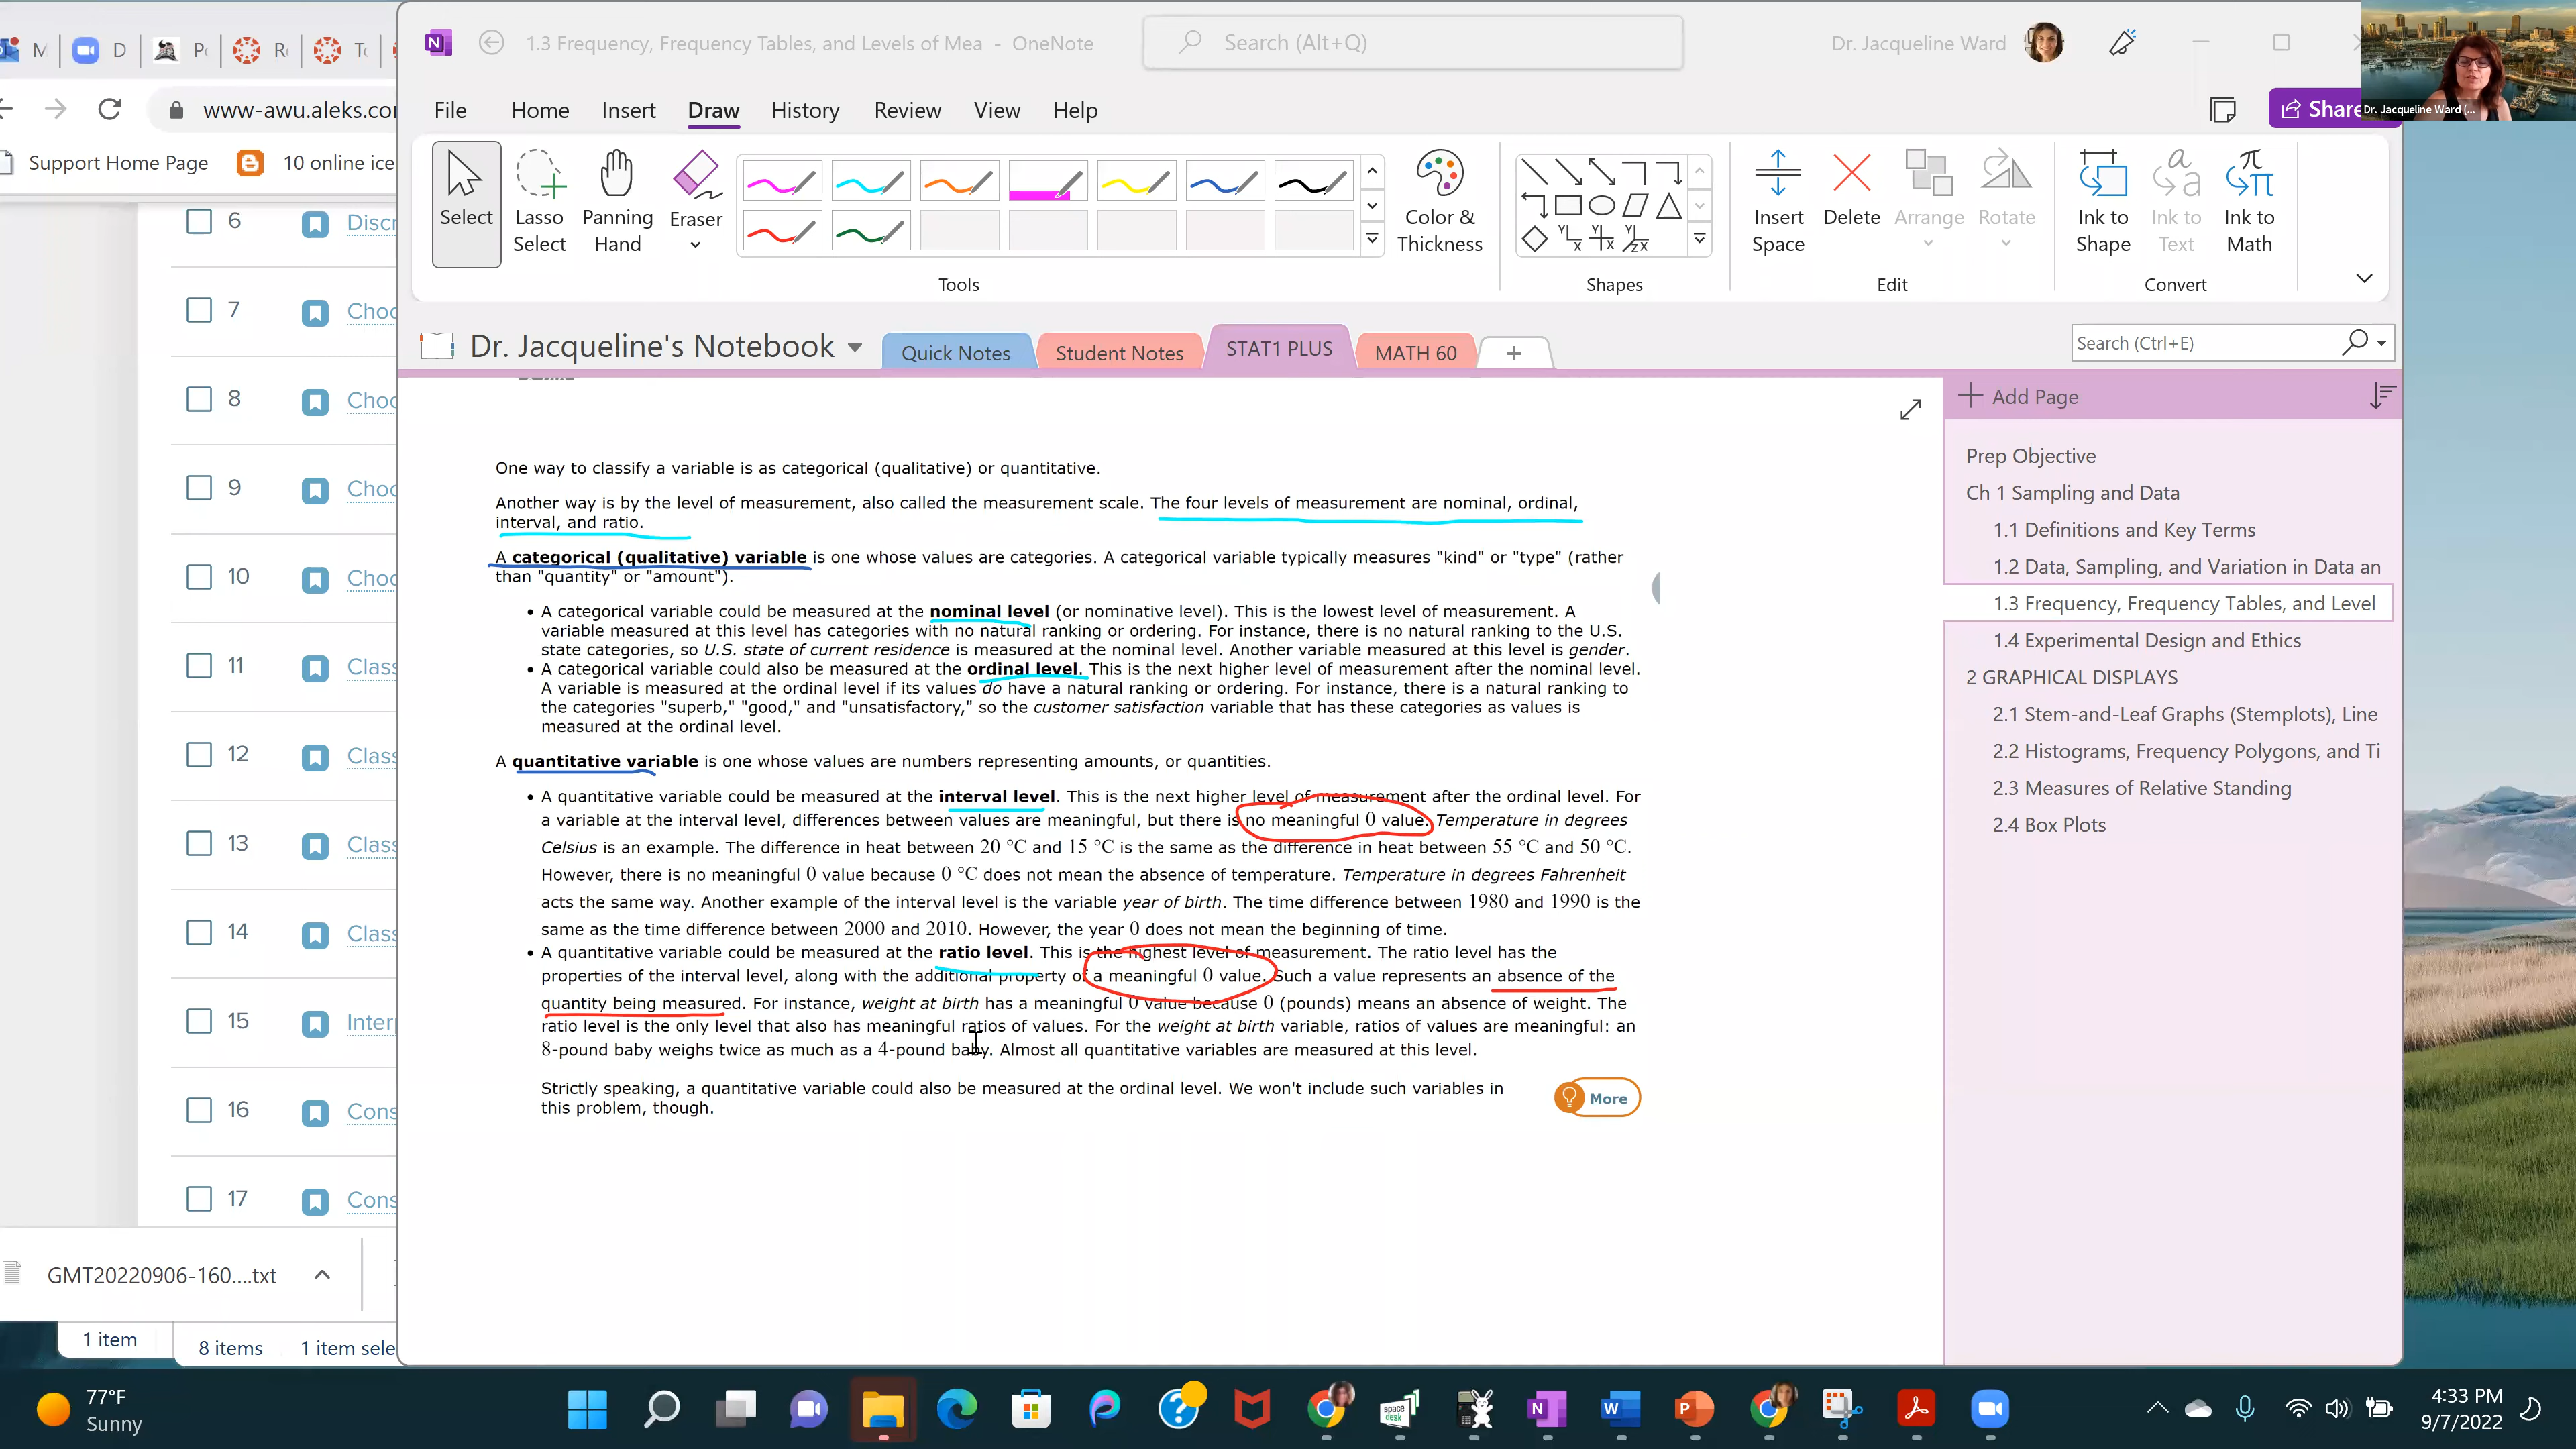 1.3 Frequency, Frequency Tables, and Levels of Mea - OneNote
Search (Alt+Q)
Dr. Jacqueline Ward
M
D
www-awu.aleks.co
Support Home Page
10 online ice
File Home Insert Draw History Review View Help
Share
Dr. Jacqueline Ward (...
Select
Lasso Select
Panning Hand
Eraser
Color & Thickness
Insert Space
Delete
Arrange
Rotate
Ink to Shape
Ink to Text
Ink to Math
Tools
Shapes
Edit
Convert
Dr. Jacqueline's Notebook
Quick Notes
Student Notes
STAT1 PLUS
MATH 60
Search (Ctrl+E)
6 Discr
7 Choo
8 Choo
9 Choo
10 Choo
11 Class
12 Class
13 Class
14 Class
15 Inter
16 Cons
17 Cons
One way to classify a variable is as categorical (qualitative) or quantitative.
Another way is by the level of measurement, also called the measurement scale. The four levels of measurement are nominal, ordinal,
interval, and ratio.
A categorical (qualitative) variable is one whose values are categories. A categorical variable typically measures "kind" or "type" (rather
than "quantity" or "amount").
• A categorical variable could be measured at the nominal level (or nominative level). This is the lowest level of measurement. A
variable measured at this level has categories with no natural ranking or ordering. For instance, there is no natural ranking to the U.S.
state categories, so U.S. state of current residence is measured at the nominal level. Another variable measured at this level is gender.
• A categorical variable could also be measured at the ordinal level. This is the next higher level of measurement after the nominal level.
A variable is measured at the ordinal level if its values do have a natural ranking or ordering. For instance, there is a natural ranking to
the categories "superb," "good," and "unsatisfactory," so the customer satisfaction variable that has these categories as values is
measured at the ordinal level.
A quantitative variable is one whose values are numbers representing amounts, or quantities.
• A quantitative variable could be measured at the interval level. This is the next higher level of measurement after the ordinal level. For
a variable at the interval level, differences between values are meaningful, but there is no meaningful 0 value. Temperature in degrees
Celsius is an example. The difference in heat between 20 °C and 15 °C is the same as the difference in heat between 55 °C and 50 °C.
However, there is no meaningful 0 value because 0 °C does not mean the absence of temperature. Temperature in degrees Fahrenheit
acts the same way. Another example of the interval level is the variable year of birth. The time difference between 1980 and 1990 is the
same as the time difference between 2000 and 2010. However, the year 0 does not mean the beginning of time.
• A quantitative variable could be measured at the ratio level. This is the highest level of measurement. The ratio level has the
properties of the interval level, along with the additional property of a meaningful 0 value. Such a value represents an absence of the
quantity being measured. For instance, weight at birth has a meaningful 0 value because 0 (pounds) means an absence of weight. The
ratio level is the only level that also has meaningful ratios of values. For the weight at birth variable, ratios of values are meaningful: an
8-pound baby weighs twice as much as a 4-pound baby. Almost all quantitative variables are measured at this level.
Strictly speaking, a quantitative variable could also be measured at the ordinal level. We won't include such variables in
this problem, though.
More
Add Page
Prep Objective
Ch 1 Sampling and Data
1.1 Definitions and Key Terms
1.2 Data, Sampling, and Variation in Data an
1.3 Frequency, Frequency Tables, and Level
1.4 Experimental Design and Ethics
2 GRAPHICAL DISPLAYS
2.1 Stem-and-Leaf Graphs (Stemplots), Line
2.2 Histograms, Frequency Polygons, and Ti
2.3 Measures of Relative Standing
2.4 Box Plots
GMT20220906-160....txt
1 item
8 items
1 item sele
77°F
Sunny
space
desk
4:33 PM
9/7/2022